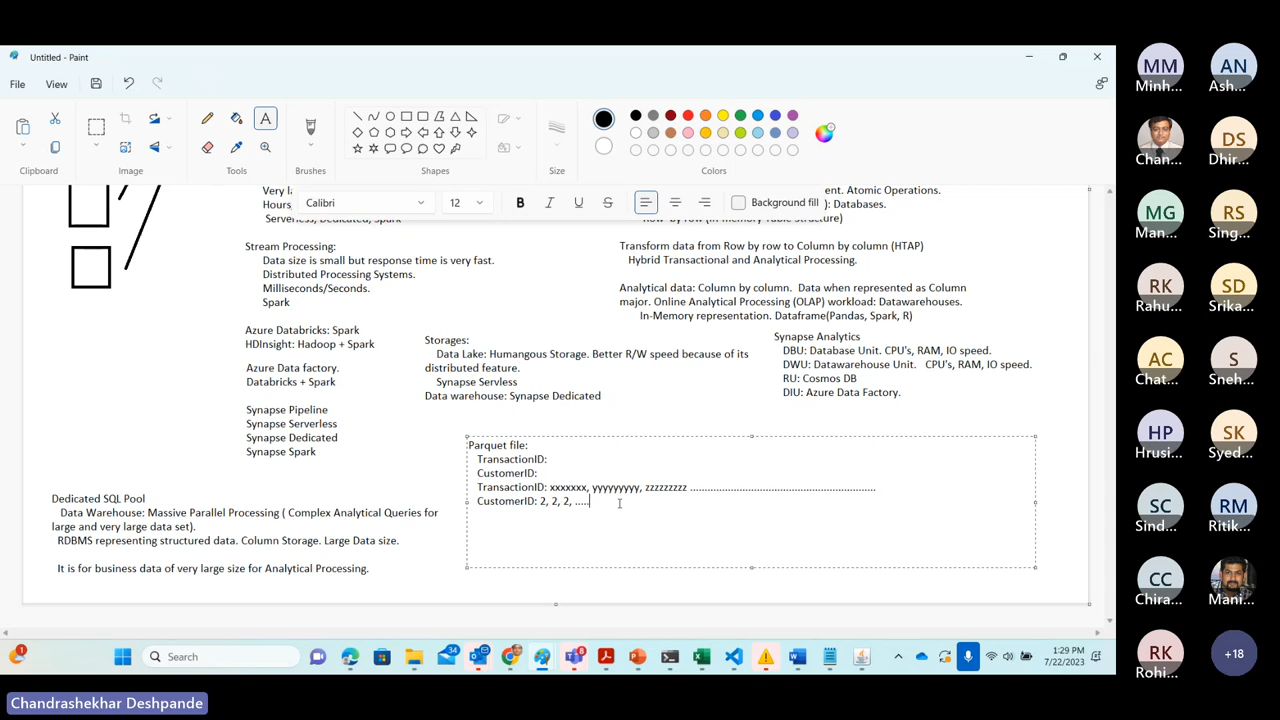 Untitled - Paint
File
View
Clipboard
Image
Tools
Brushes
Shapes
Size
Colors
Calibri
12
B
I
U
S
Background fill
Very la
Hours,
Serverless, Dedicated, Spark
ent. Atomic Operations.
): Databases.
Row by row (In-memory Table Structure)
Stream Processing:
Data size is small but response time is very fast.
Distributed Processing Systems.
Milliseconds/Seconds.
Spark
Transform data from Row by row to Column by column (HTAP)
Hybrid Transactional and Analytical Processing.
Analytical data: Column by column. Data when represented as Column
major. Online Analytical Processing (OLAP) workload: Datawarehouses.
In-Memory representation. Dataframe(Pandas, Spark, R)
Azure Databricks: Spark
HDInsight: Hadoop + Spark
Azure Data factory.
Databricks + Spark
Synapse Pipeline
Synapse Serverless
Synapse Dedicated
Synapse Spark
Storages:
Data Lake: Humangous Storage. Better R/W speed because of its
distributed feature.
Synapse Servless
Data warehouse: Synapse Dedicated
Synapse Analytics
DBU: Database Unit. CPU's, RAM, IO speed.
DWU: Datawarehouse Unit. CPU's, RAM, IO speed.
RU: Cosmos DB
DIU: Azure Data Factory.
Parquet file:
TransactionID:
CustomerID:
TransactionID: xxxxxxx, yyyyyyyyy, zzzzzzzzz .................................................................
CustomerID: 2, 2, 2, .....
Dedicated SQL Pool
Data Warehouse: Massive Parallel Processing ( Complex Analytical Queries for
large and very large data set).
RDBMS representing structured data. Column Storage. Large Data size.
It is for business data of very large size for Analytical Processing.
Search
1
34
8
1:29 PM
7/22/2023
Chandrashekhar Deshpande
MM
Minh...
AN
Ash...
Chan...
DS
Dhir...
MG
Man...
RS
Sing...
RK
Rahu...
SD
Srika...
AC
Chat...
S
Sneh...
HP
Hrusi...
SK
Syed...
SC
Sind...
RM
Ritik...
CC
Chira...
Mani...
RK
Rohi...
+18